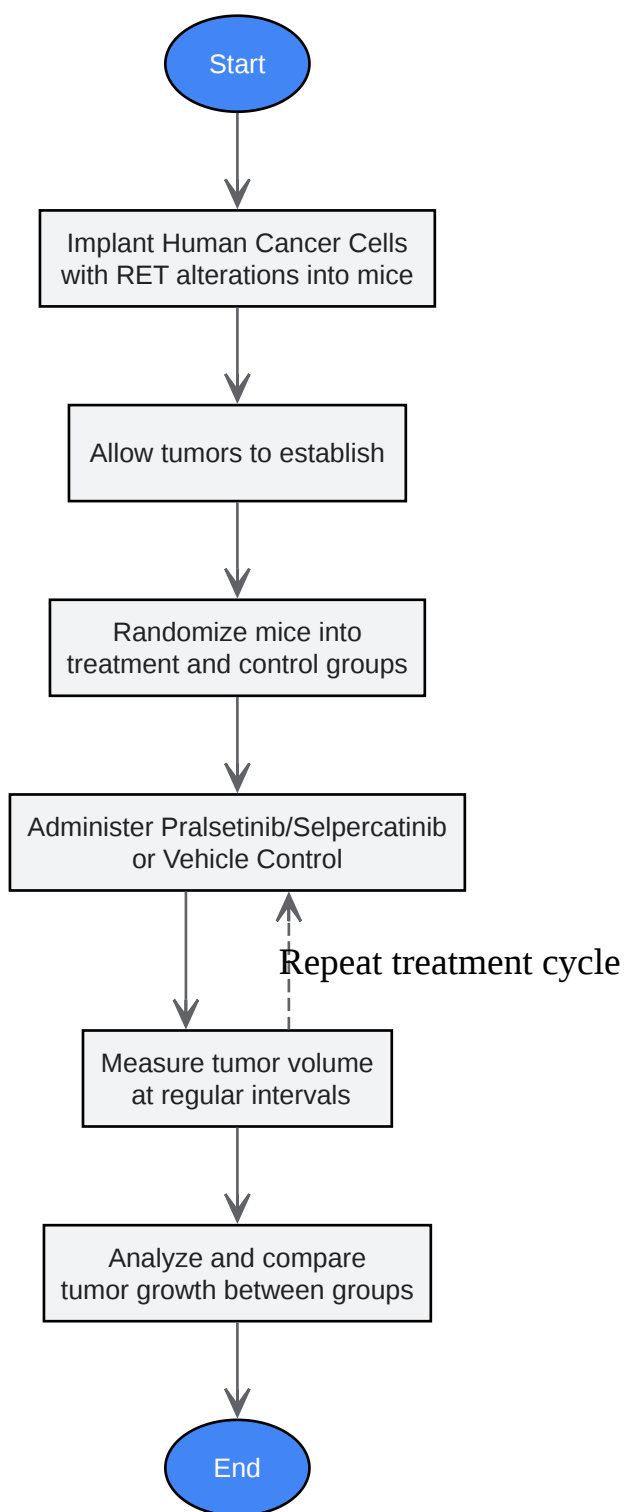 Start
Implant Human Cancer Cells
with RET alterations into mice
Allow tumors to establish
Randomize mice into
treatment and control groups
Administer Pralsetinib/Selpercatinib
or Vehicle Control
Repeat treatment cycle
Measure tumor volume
at regular intervals
Analyze and compare
tumor growth between groups
End